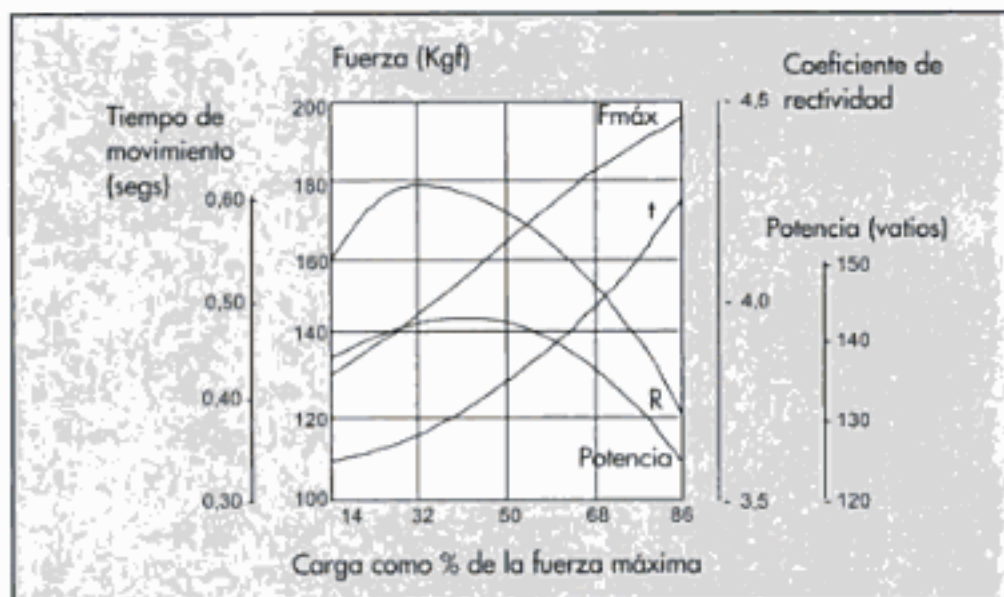 Fuerza (Kgf)
Coeficiente de
rectividad
Tiempo de
movimiento
(segs)
Potencia (vatios)
0,60
0,50
0,40
0,30
200
180
160
140
120
100
Fmáx
t
R
Potencia
4,5
4,0
3,5
150
140
130
120
14 32 50 68 86
Carga como % de la fuerza máxima